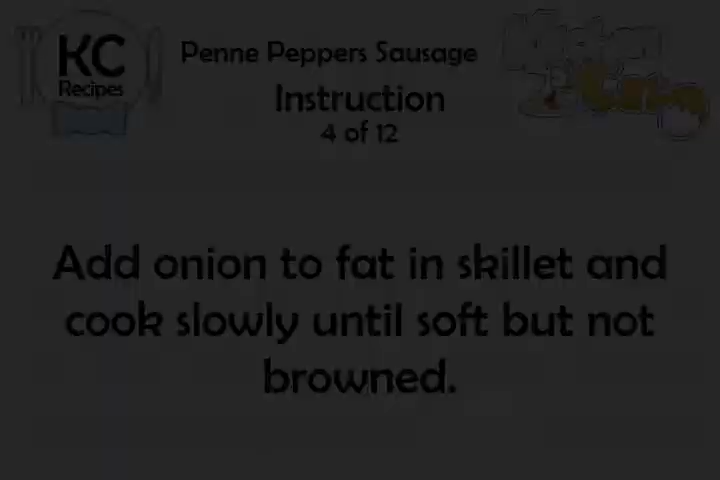 KC
Recipes
Penne Peppers Sausage
Instruction
4 of 12
Add onion to fat in skillet and
cook slowly until soft but not
browned.